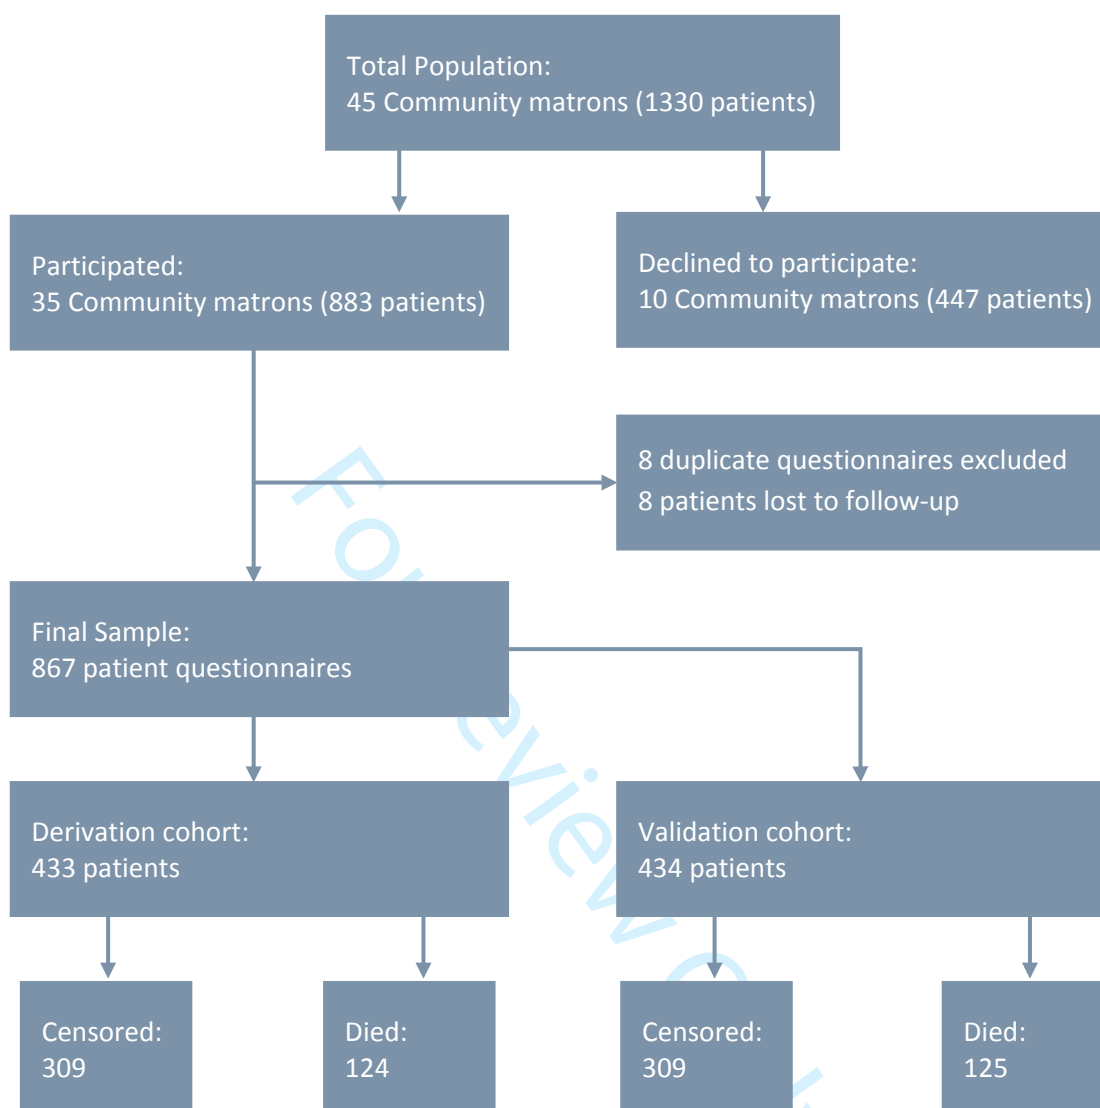 Total Population:
45 Community matrons (1330 patients)
Participated:
35 Community matrons (883 patients)
Declined to participate:
10 Community matrons (447 patients)
8 duplicate questionnaires excluded
8 patients lost to follow-up
Final Sample:
867 patient questionnaires
Derivation cohort:
433 patients
Validation cohort:
434 patients
Censored:
309
Died:
124
Censored:
309
Died:
125